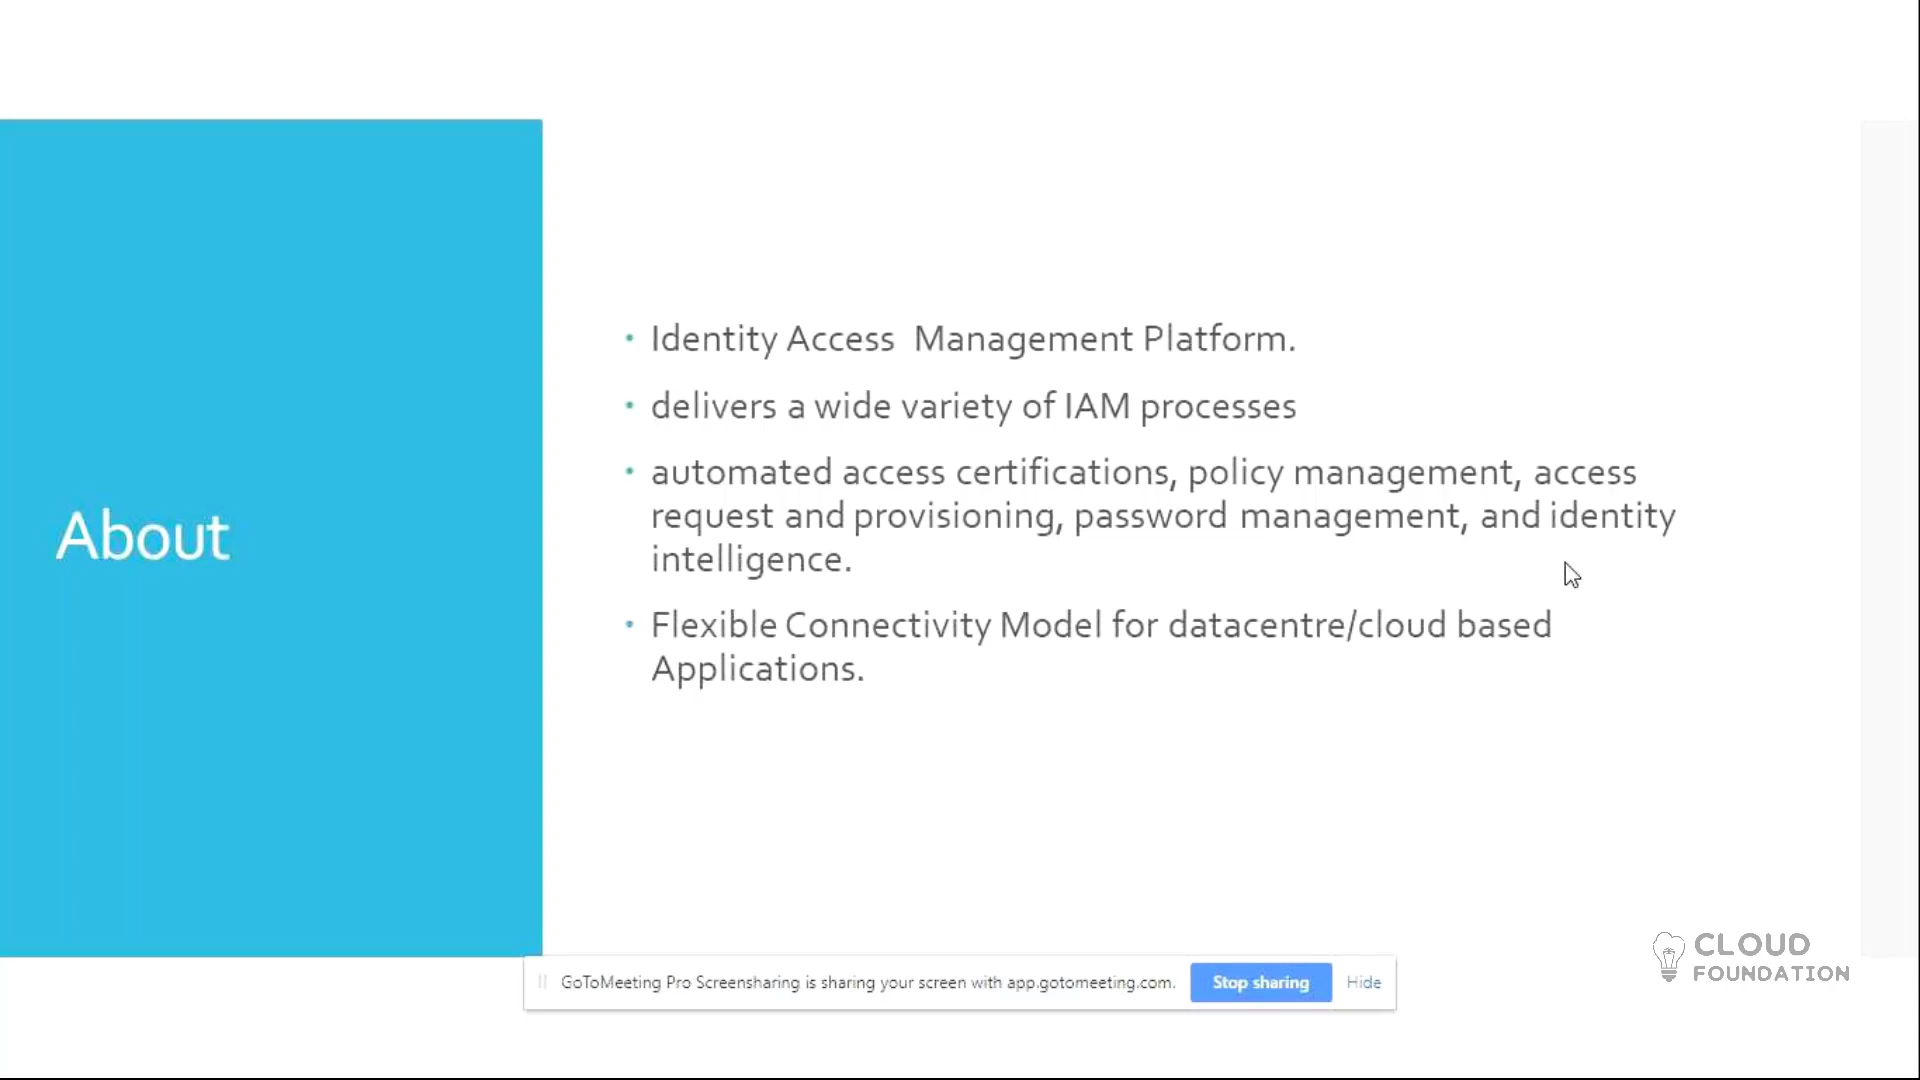 About
• Identity Access  Management Platform.
• delivers a wide variety of IAM processes
• automated access certifications, policy management, access
request and provisioning, password management, and identity
intelligence.
• Flexible Connectivity Model for datacentre/cloud based
Applications.
CLOUD
FOUNDATION
GoToMeeting Pro Screensharing is sharing your screen with app.gotomeeting.com. Stop sharing Hide